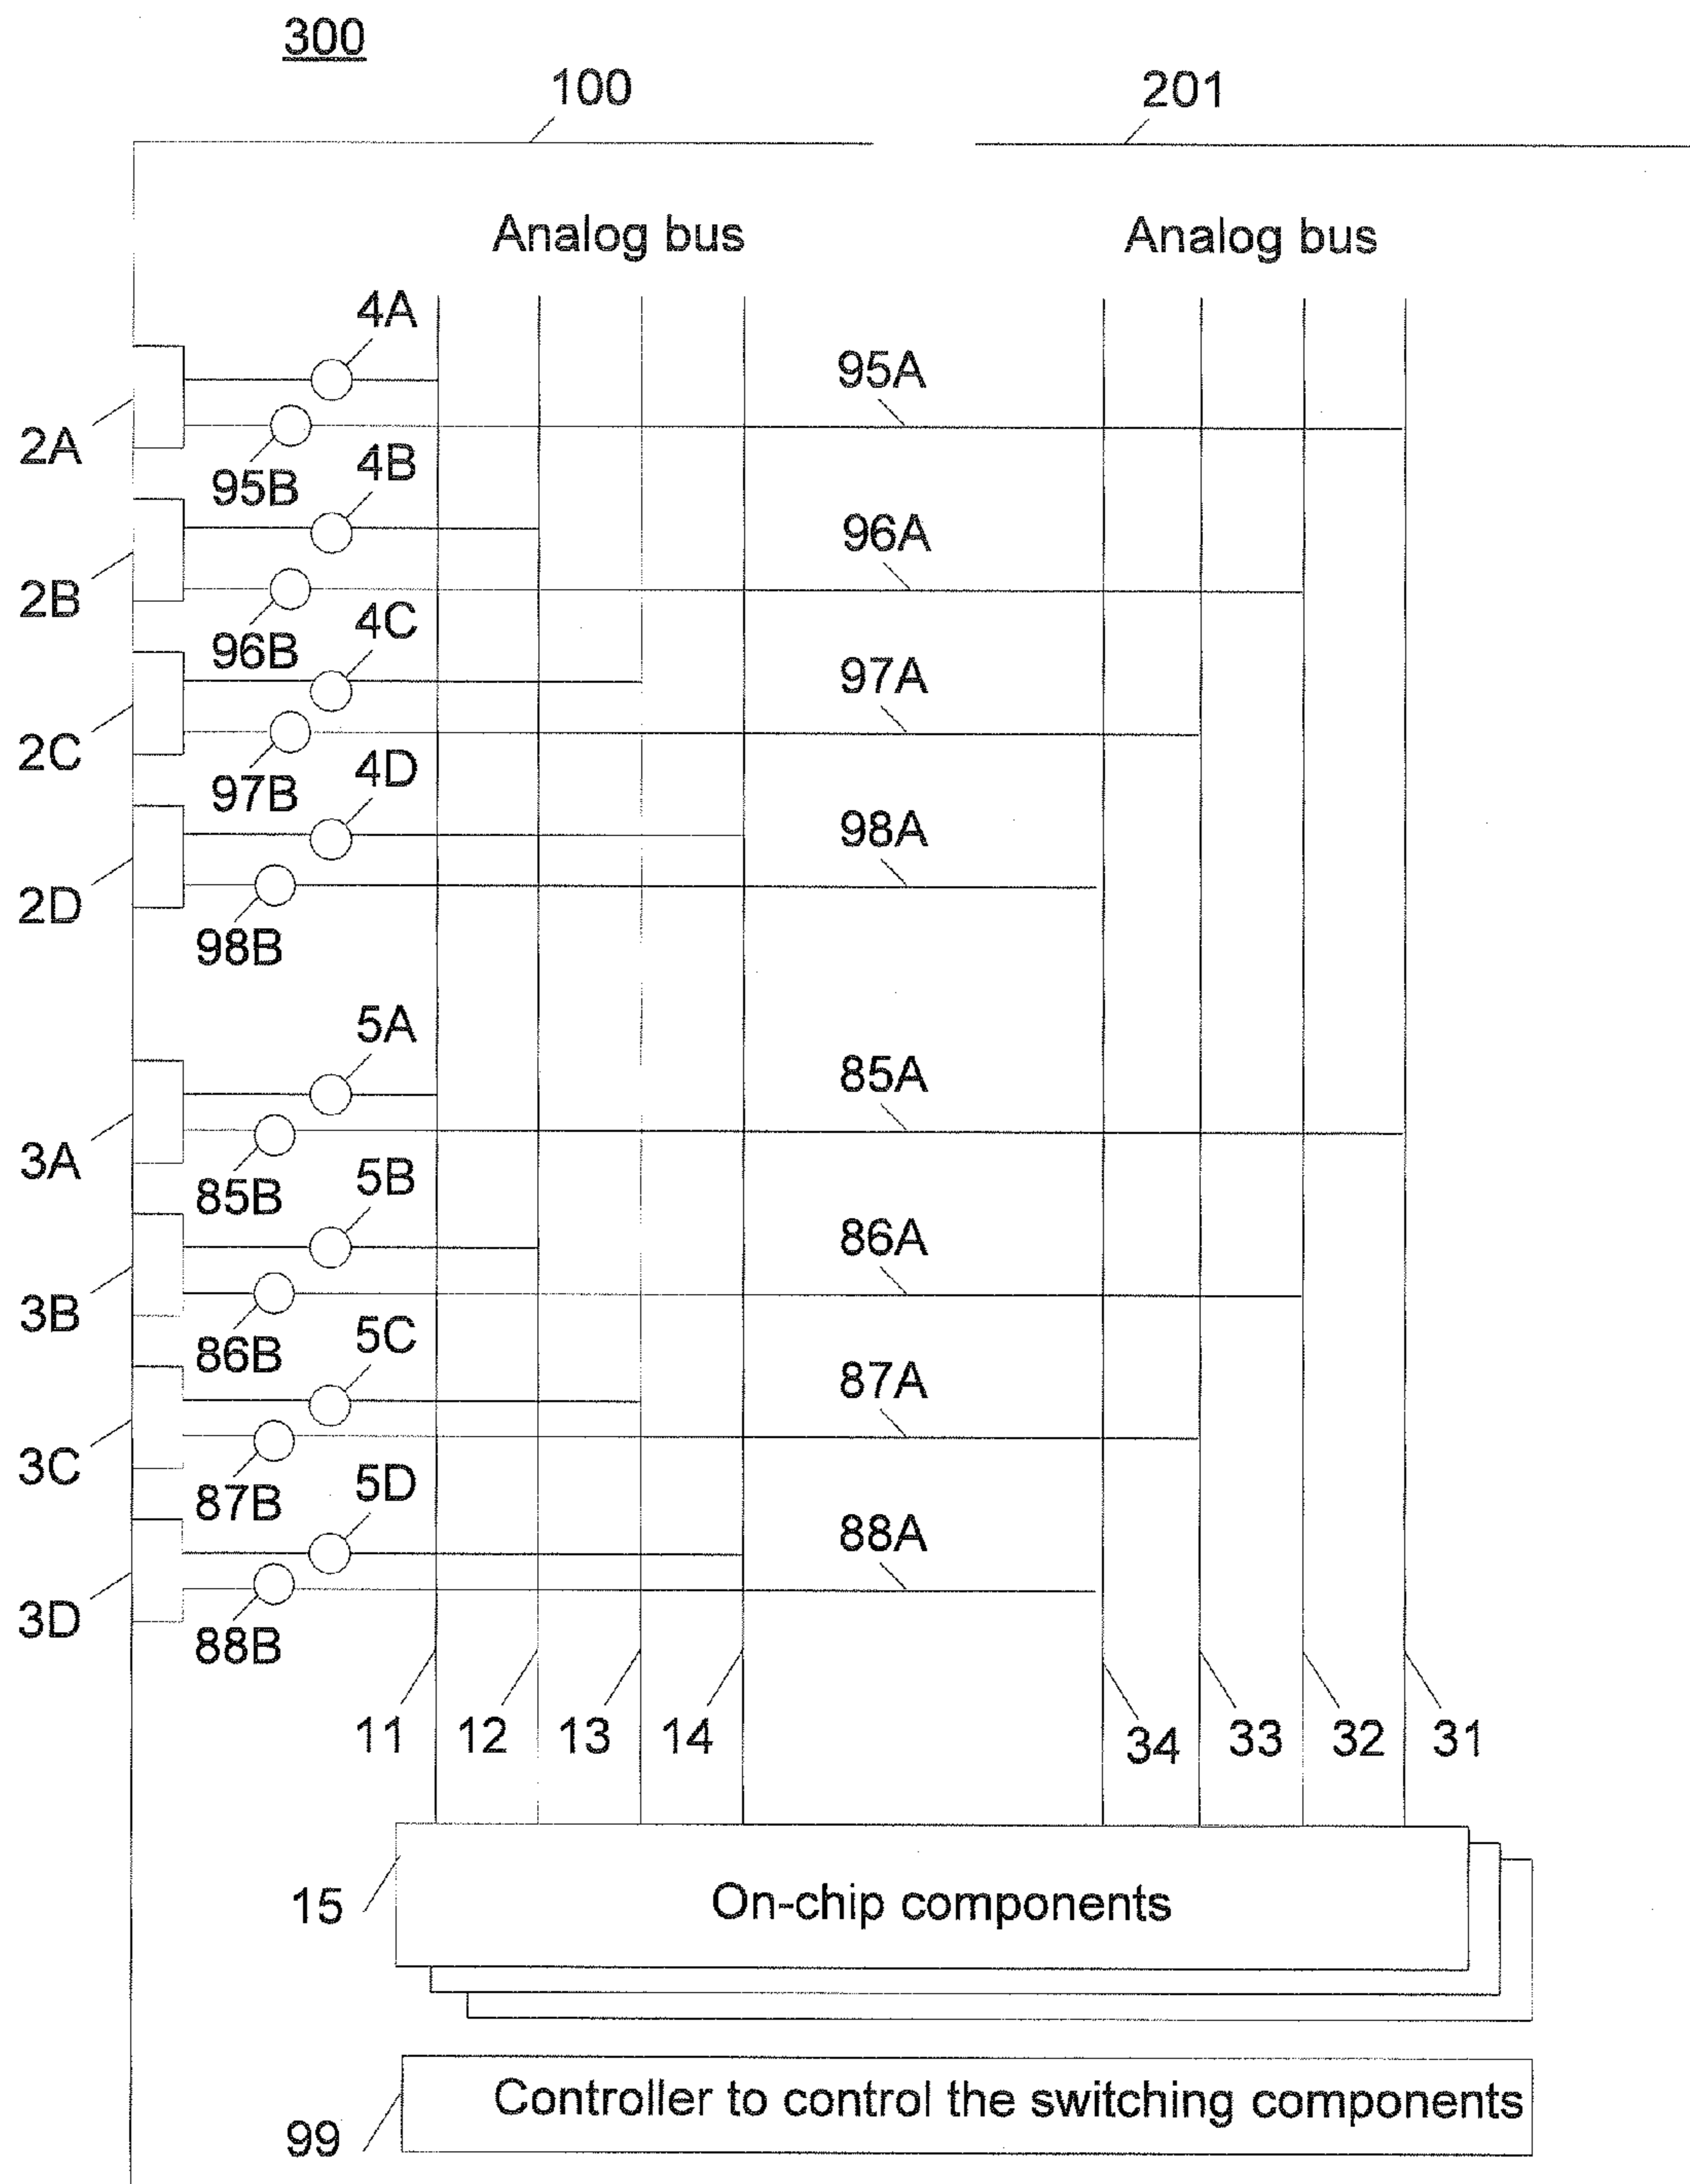 300
100 201
Analog bus Analog bus
4A
95A
2A
95B 4B
96A
2B
96B 4C
97A
2C
97B 4D
98A
2D
98B
5A
85A
3A
85B 5B
86A
3B
86B 5C
87A
3C
87B 5D
88A
3D
88B
11 12 13 14 34 33 32 31
15 On-chip components
Controller to control the switching components
99